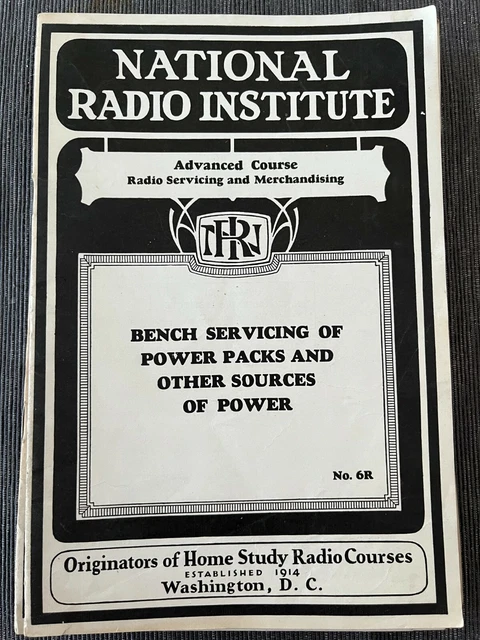 NATIONAL
RADIO INSTITUTE
Advanced Course
Radio Servicing and Merchandising
NRI
BENCH SERVICING OF
POWER PACKS AND
OTHER SOURCES
OF POWER
No. 6R
Originators of Home Study Radio Courses
ESTABLISHED 1914
Washington, D. C.